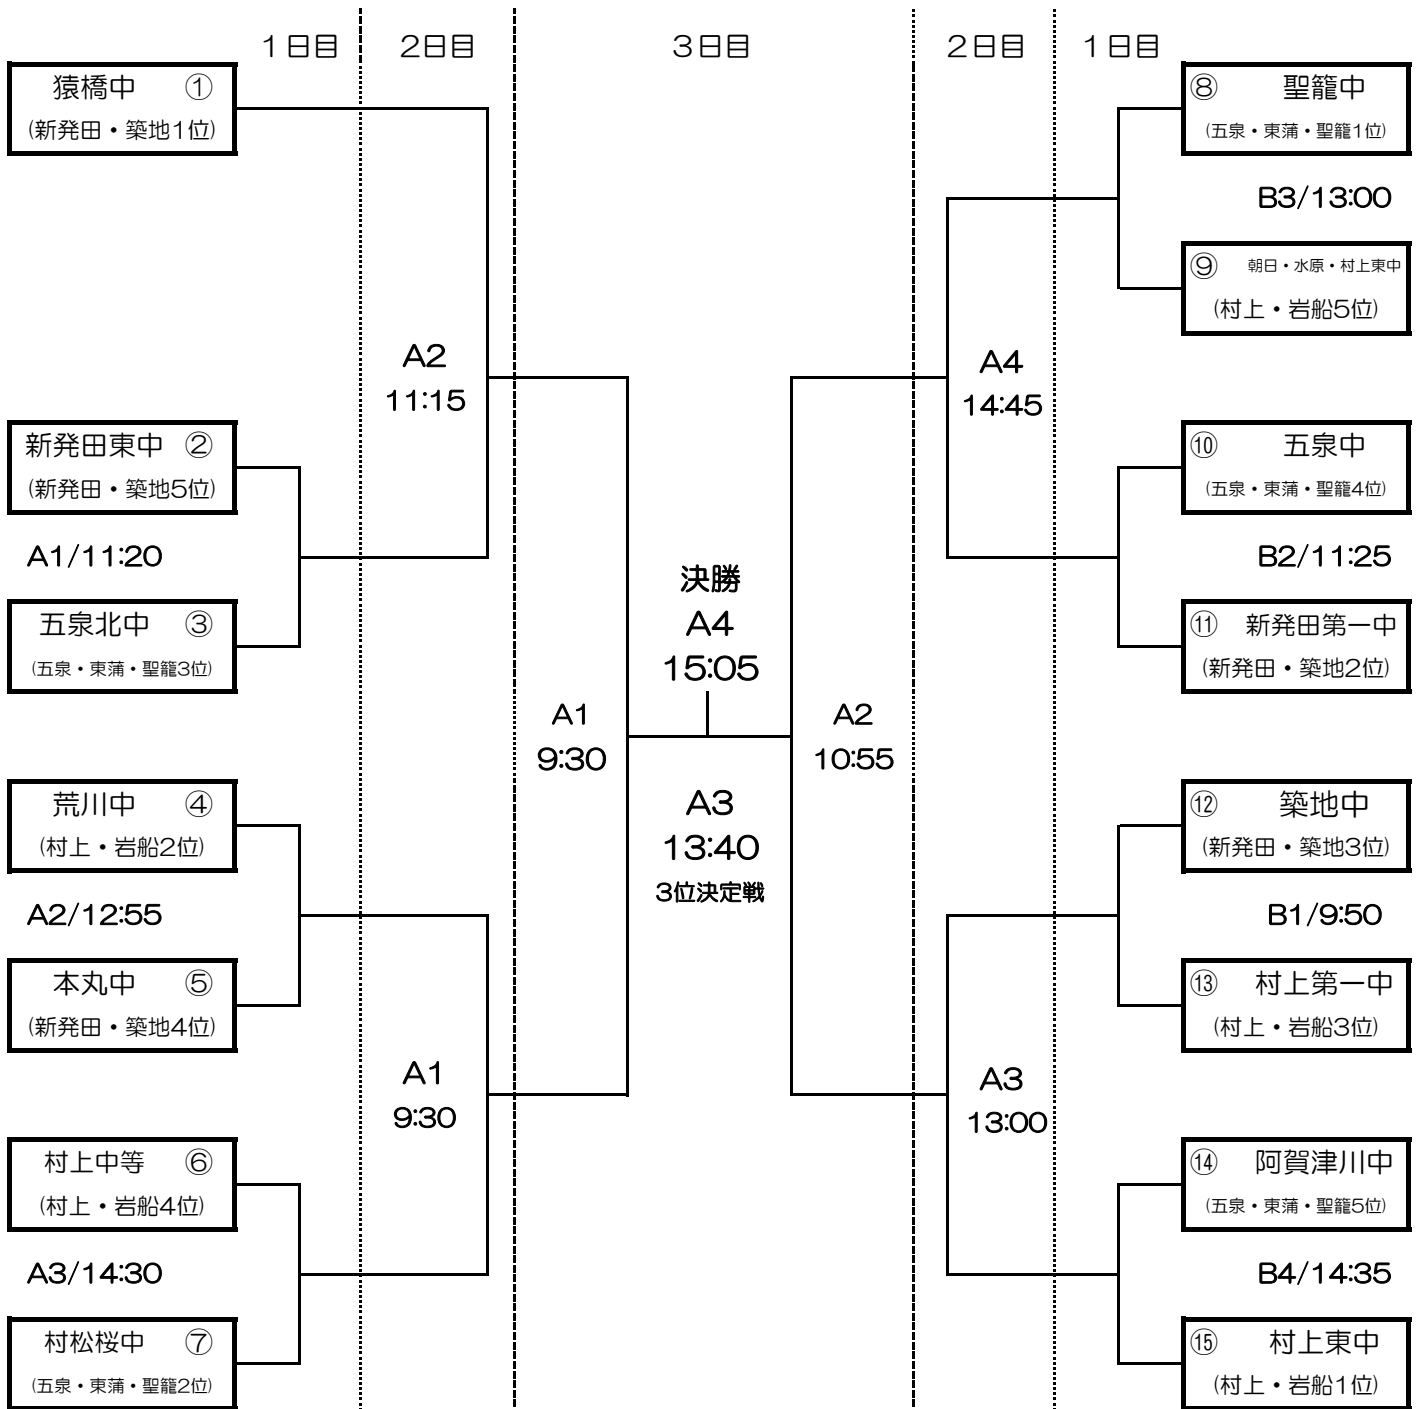 1日目
2日目
3日目
2日目
1日目
猿橋中 ①
(新発田・築地1位)
A2
11:15
新発田東中 ②
(新発田・築地5位)
A1/11:20
五泉北中 ③
(五泉・東蒲・聖籠3位)
荒川中 ④
(村上・岩船2位)
A2/12:55
本丸中 ⑤
(新発田・築地4位)
A1
9:30
村上中等 ⑥
(村上・岩船4位)
A3/14:30
村松桜中 ⑦
(五泉・東蒲・聖籠2位)
A1
9:30
決勝
A4
15:05
A3
13:40
3位決定戦
A2
10:55
⑧ 聖籠中
(五泉・東蒲・聖籠1位)
B3/13:00
⑨ 朝日・水原・村上東中
(村上・岩船5位)
A4
14:45
⑩ 五泉中
(五泉・東蒲・聖籠4位)
B2/11:25
⑪ 新発田第一中
(新発田・築地2位)
⑫ 築地中
(新発田・築地3位)
B1/9:50
⑬ 村上第一中
(村上・岩船3位)
A3
13:00
⑭ 阿賀津川中
(五泉・東蒲・聖籠5位)
B4/14:35
⑮ 村上東中
(村上・岩船1位)